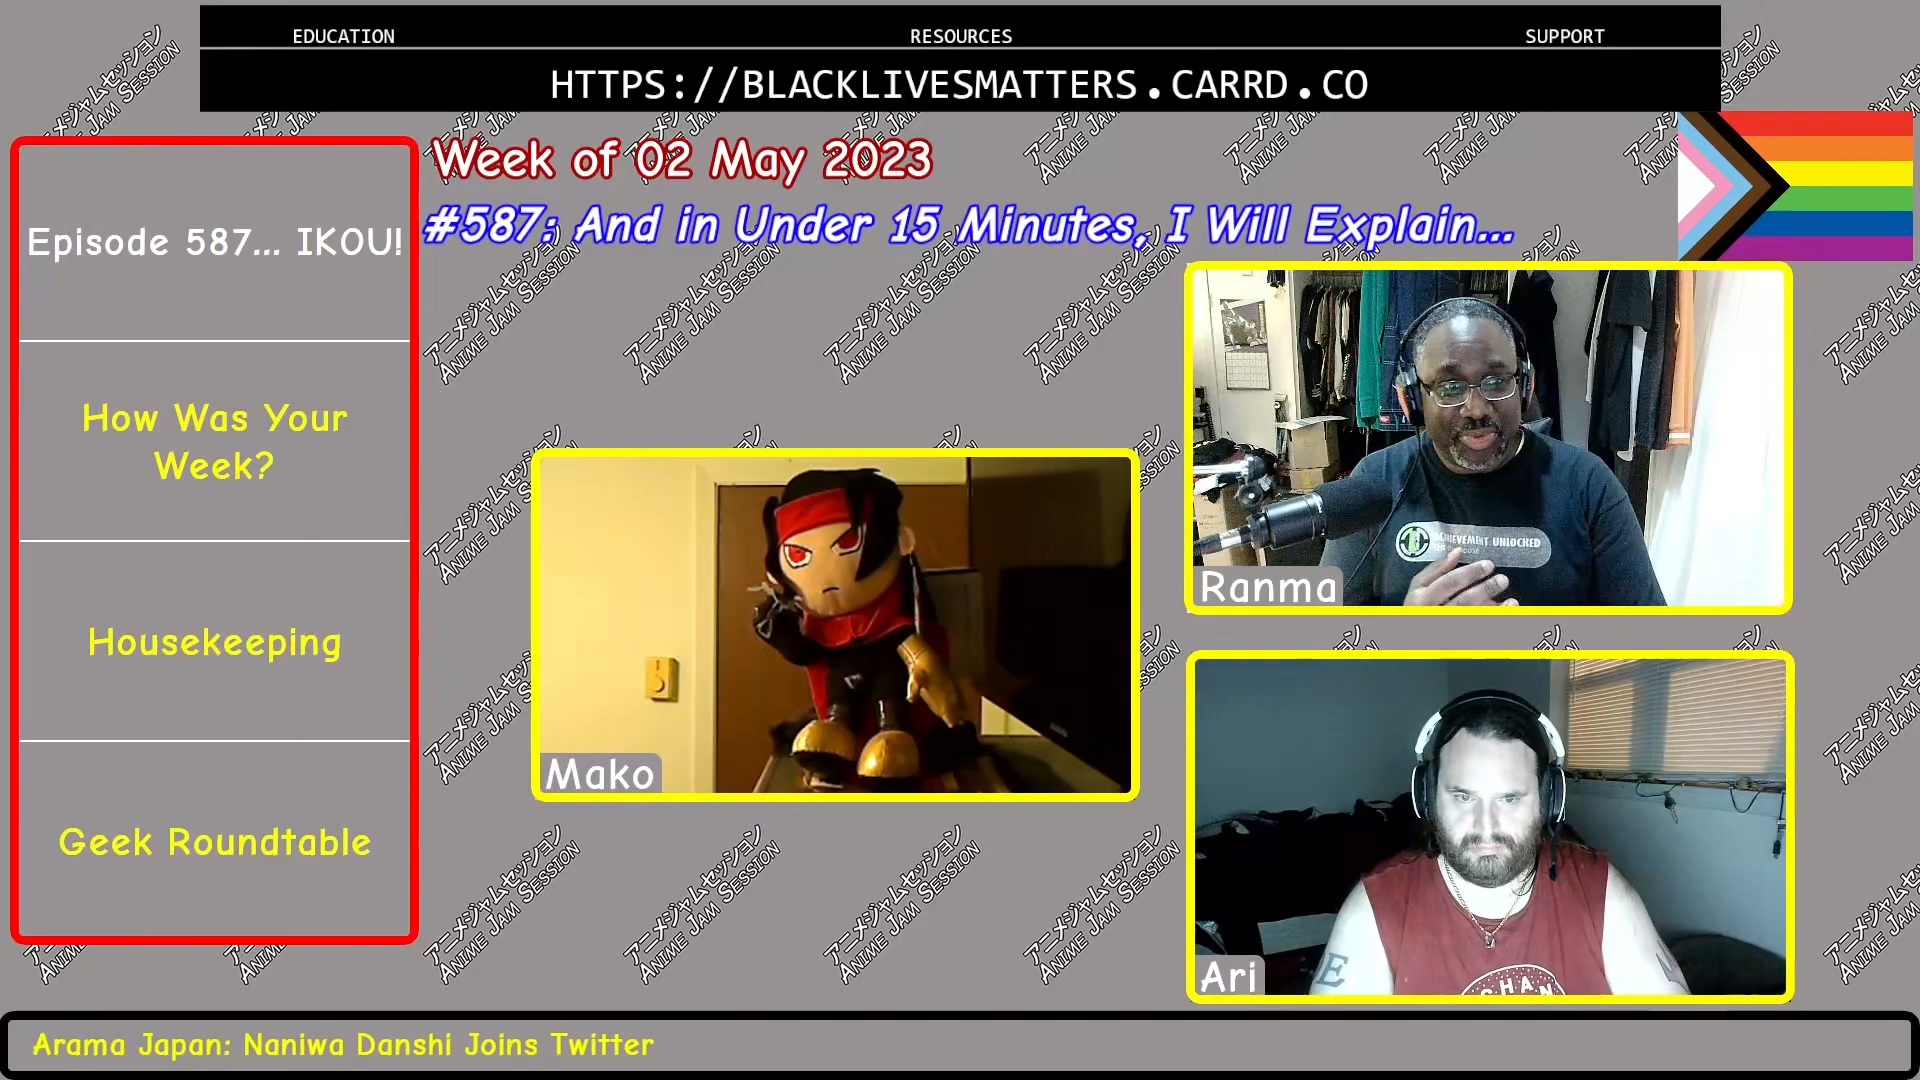 EDUCATION
RESOURCES
SUPPORT
HTTPS://BLACKLIVESMATTERS.CARRD.CO
Week of 02 May 2023
#587: And in Under 15 Minutes, I Will Explain...
Episode 587... IKOU!
How Was Your
Week?
Housekeeping
Geek Roundtable
アニメジャムセッション
ANIME JAM SESSION
ACHIEVEMENT UNLOCKED
Ranma
Mako
Ari
Arama Japan: Naniwa Danshi Joins Twitter